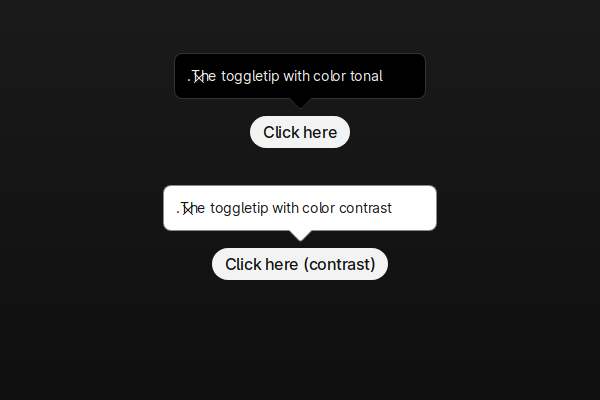 .The toggletip with color tonal
Click here
.The toggletip with color contrast
Click here (contrast)